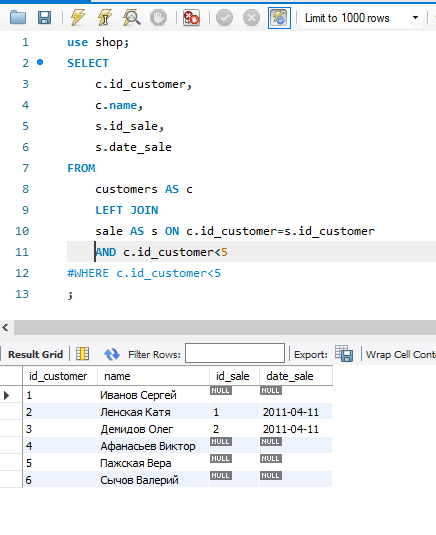 Limit to 1000 rows
1 use shop;
2 SELECT
3 c.id_customer,
4 c.name,
5 s.id_sale,
6 s.date_sale
7 FROM
8 customers AS c
9 LEFT JOIN
10 sale AS s ON c.id_customer=s.id_customer
11 AND c.id_customer<5
12 #WHERE c.id_customer<5
13 ;
Result Grid Filter Rows: Export: Wrap Cell Conte
id_customer name id_sale date_sale
1 Иванов Сергей NULL NULL
2 Ленская Катя 1 2011-04-11
3 Демидов Олег 2 2011-04-11
4 Афанасьев Виктор NULL NULL
5 Пажская Вера NULL NULL
6 Сычов Валерий NULL NULL